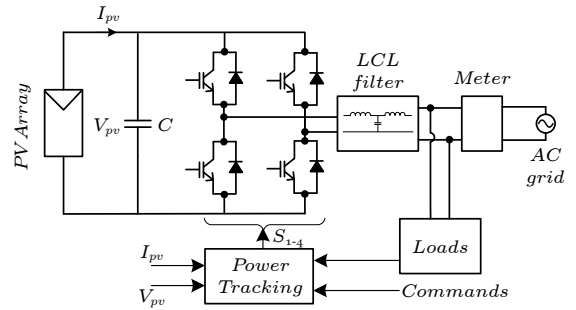 I_pv
LCL
filter
Meter
PV Array
V_pv
C
AC
grid
S_1-4
Loads
I_pv
Power
Tracking
V_pv
Commands